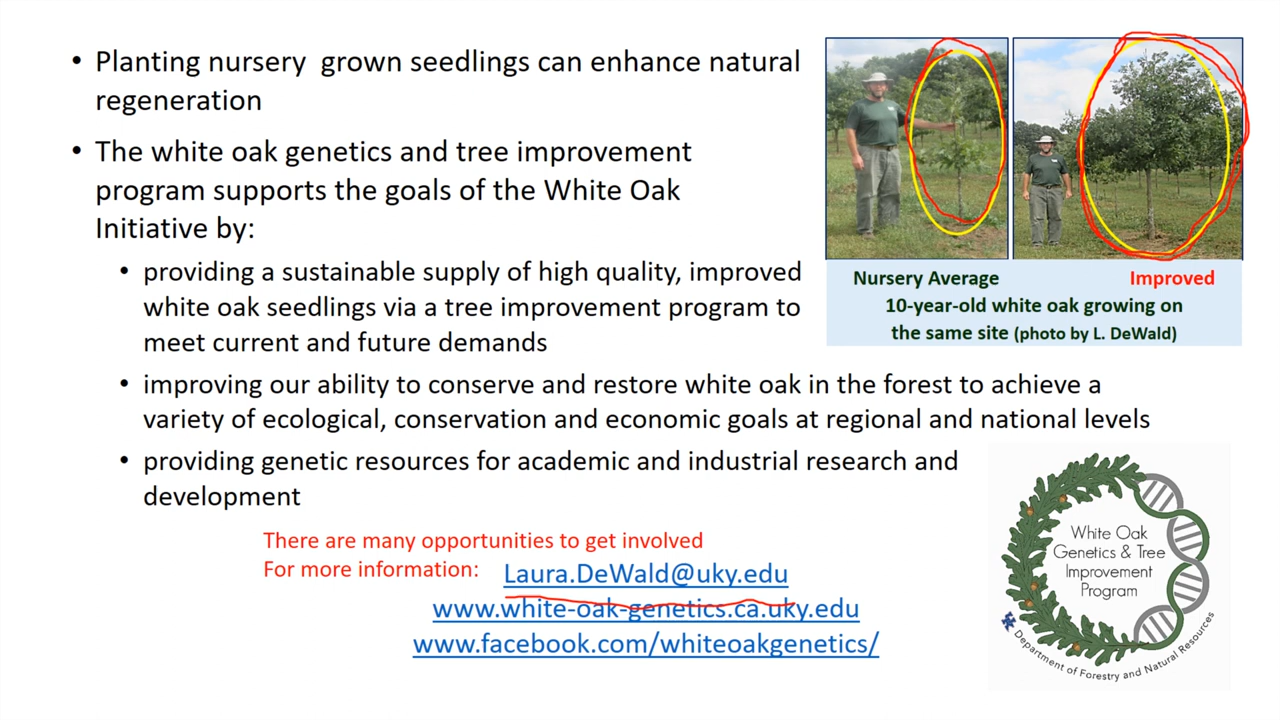 • Planting nursery  grown seedlings can enhance natural
regeneration
• The white oak genetics and tree improvement
program supports the goals of the White Oak
Initiative by:
• providing a sustainable supply of high quality, improved
white oak seedlings via a tree improvement program to
meet current and future demands
• improving our ability to conserve and restore white oak in the forest to achieve a
variety of ecological, conservation and economic goals at regional and national levels
• providing genetic resources for academic and industrial research and
development
Nursery Average
Improved
10-year-old white oak growing on
the same site (photo by L. DeWald)
There are many opportunities to get involved
For more information: Laura.DeWald@uky.edu
www.white-oak-genetics.ca.uky.edu
www.facebook.com/whiteoakgenetics/
White Oak
Genetics & Tree
Improvement
Program
UK Department of Forestry and Natural Resources